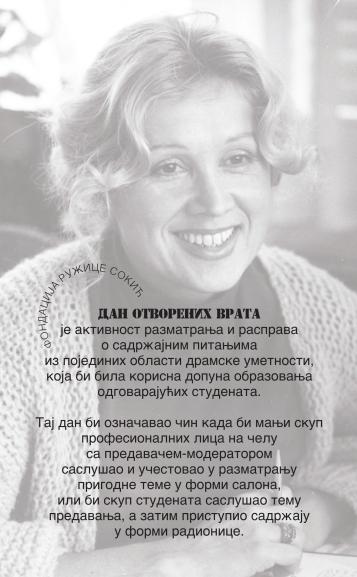 ФОНДАЦИЈА РУЖИЦЕ СОКИЋ
ДАН ОТВОРЕНИХ ВРАТА
је активност разматрања и расправа
о садржајним питањима
из појединих области драмске уметности,
која би била корисна допуна образовања
одговарајућих студената.
Тај дан би означавао чин када би мањи скуп
професионалних лица на челу
са предавачем-модератором
саслушао и учествовао у разматрању
пригодне теме у форми салона,
или би скуп студената саслушао тему
предавања, а затим приступио садржају
у форми радионице.